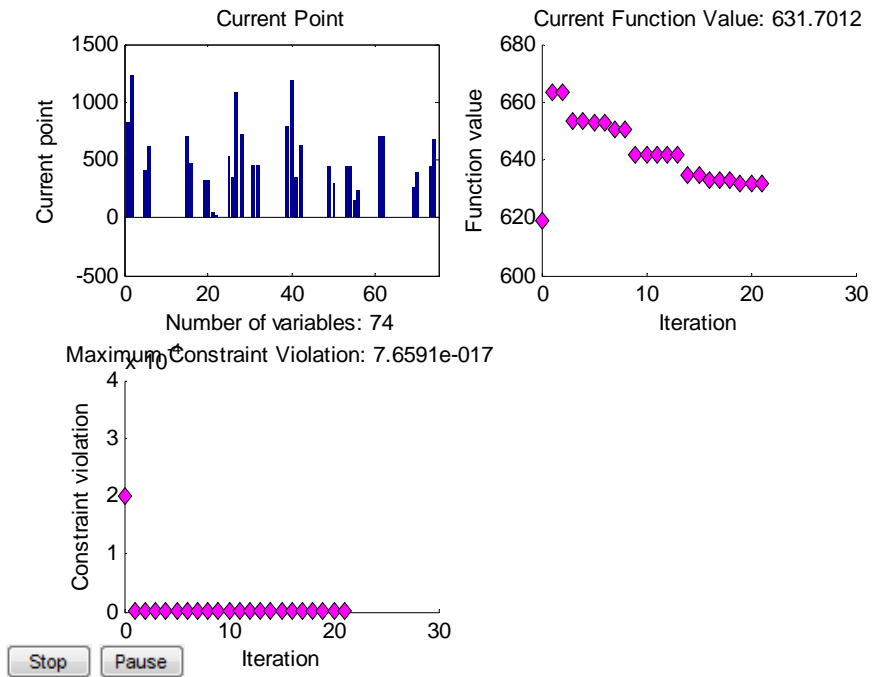 Current Point
1500
1000
500
0
-500
Current point
0 20 40 60
Number of variables: 74
Current Function Value: 631.7012
680
660
640
620
600
Function value
0 10 20 30
Iteration
Maximum Constraint Violation: 7.6591e-017
x 10-4
4
3
2
1
0
Constraint violation
0 10 20 30
Iteration
Stop Pause